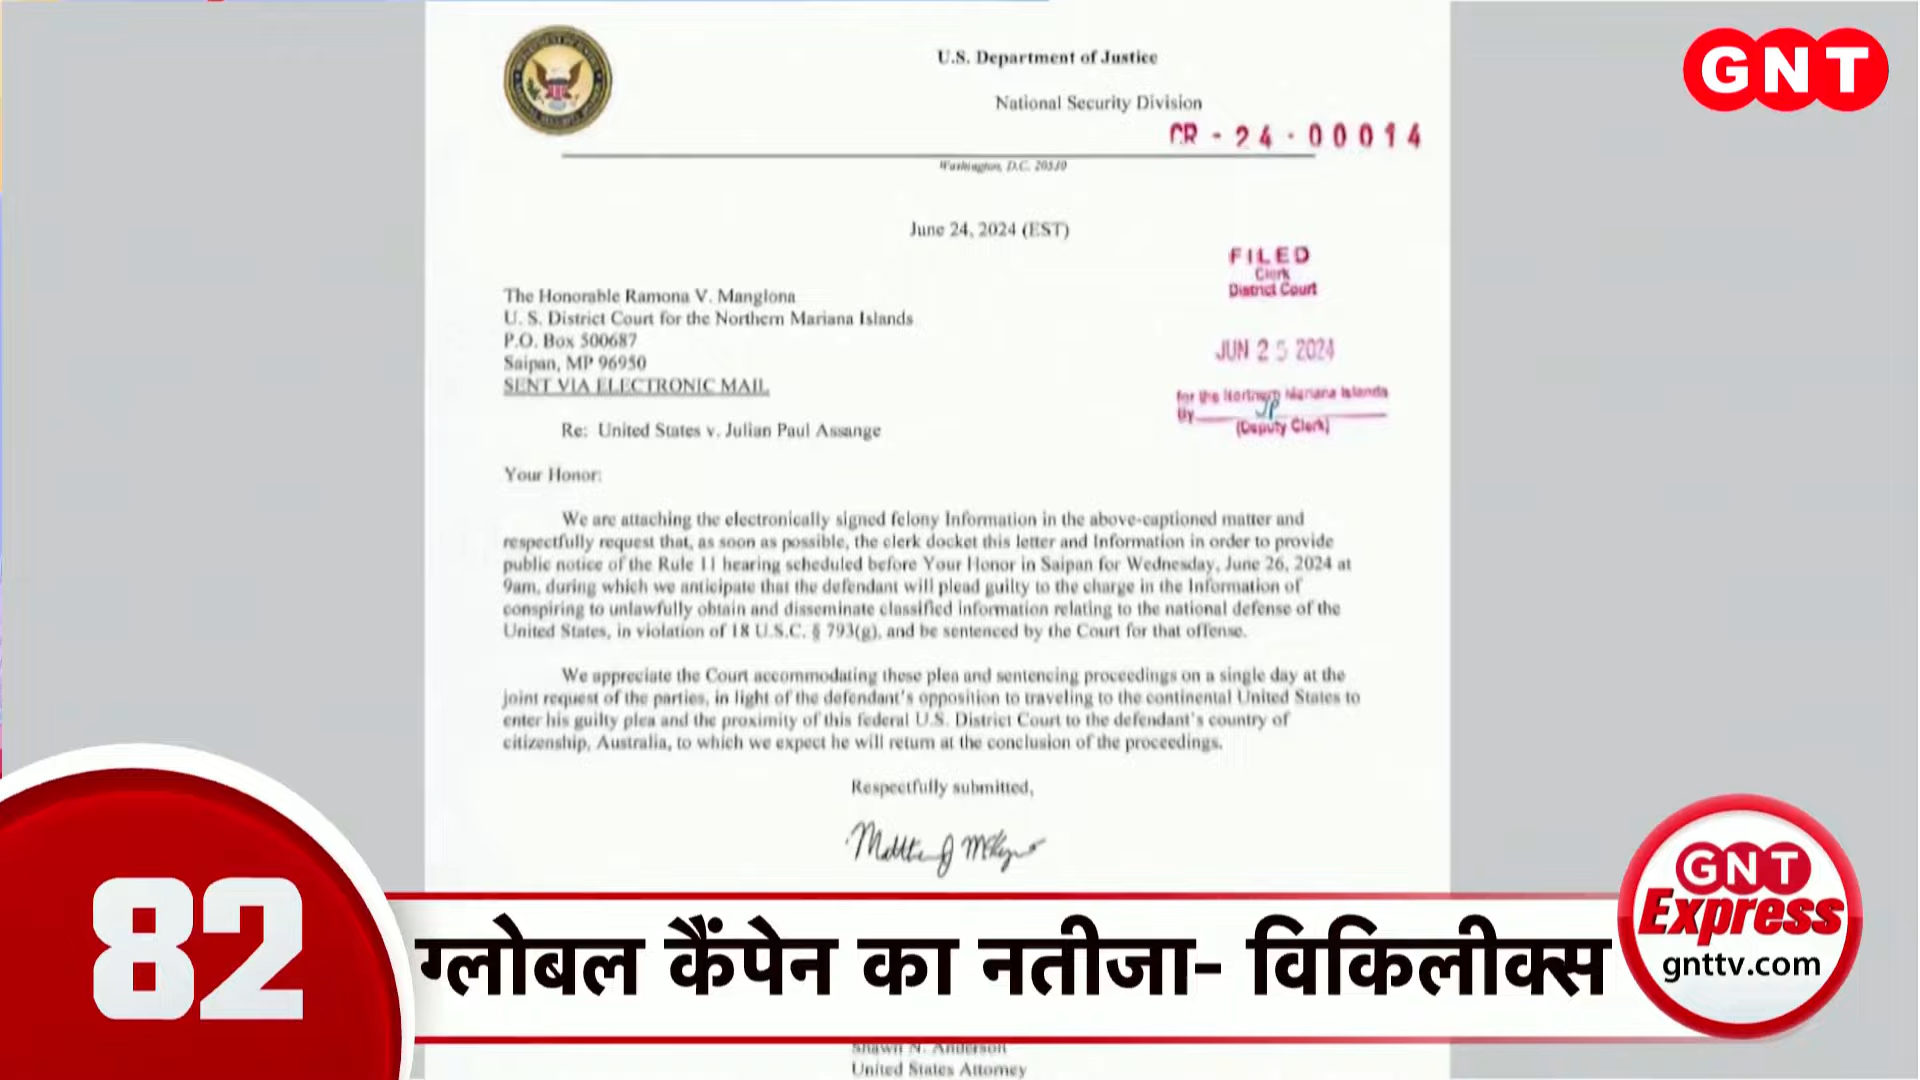 GNT
U.S. Department of Justice
National Security Division
CR - 24 - 00014
Washington, D.C. 20530
June 24, 2024 (EST)
FILED
Clerk
District Court
The Honorable Ramona V. Manglona
U. S. District Court for the Northern Mariana Islands
P.O. Box 500687
Saipan, MP 96950
SENT VIA ELECTRONIC MAIL
JUN 25 2024
for the Northern Mariana Islands
By JP
(Deputy Clerk)
Re: United States v. Julian Paul Assange
Your Honor:
We are attaching the electronically signed felony Information in the above-captioned matter and
respectfully request that, as soon as possible, the clerk docket this letter and Information in order to provide
public notice of the Rule 11 hearing scheduled before Your Honor in Saipan for Wednesday, June 26, 2024 at
9am, during which we anticipate that the defendant will plead guilty to the charge in the Information of
conspiring to unlawfully obtain and disseminate classified information relating to the national defense of the
United States, in violation of 18 U.S.C. § 793(g), and be sentenced by the Court for that offense.
We appreciate the Court accommodating these plea and sentencing proceedings on a single day at the
joint request of the parties, in light of the defendant's opposition to traveling to the continental United States to
enter his guilty plea and the proximity of this federal U.S. District Court to the defendant's country of
citizenship, Australia, to which we expect he will return at the conclusion of the proceedings.
Respectfully submitted,
82
ग्लोबल कैंपेन का नतीजा- विकिलीक्स
GNT
Express
gnttv.com
Shawn N. Anderson
United States Attorney